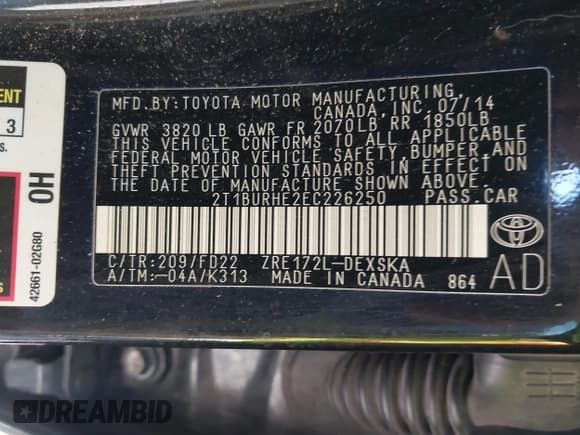 MFD.BY:TOYOTA MOTOR MANUFACTURING,
CANADA, INC. 07/14
GVWR 3820 LB GAWR FR 2070LB RR 1850LB
THIS VEHICLE CONFORMS TO ALL APPLICABLE
FEDERAL MOTOR VEHICLE SAFETY, BUMPER AND
THEFT PREVENTION STANDARDS IN EFFECT ON
THE DATE OF MANUFACTURE SHOWN ABOVE.
2T1BURHE2EC226250 PASS.CAR
C/TR:209/FD22 ZRE172L-DEXSKA
A/TM:-04A/K313 MADE IN CANADA 864
AD
ENT
3
s.
OH
42661-02G80
s
DREAMBID